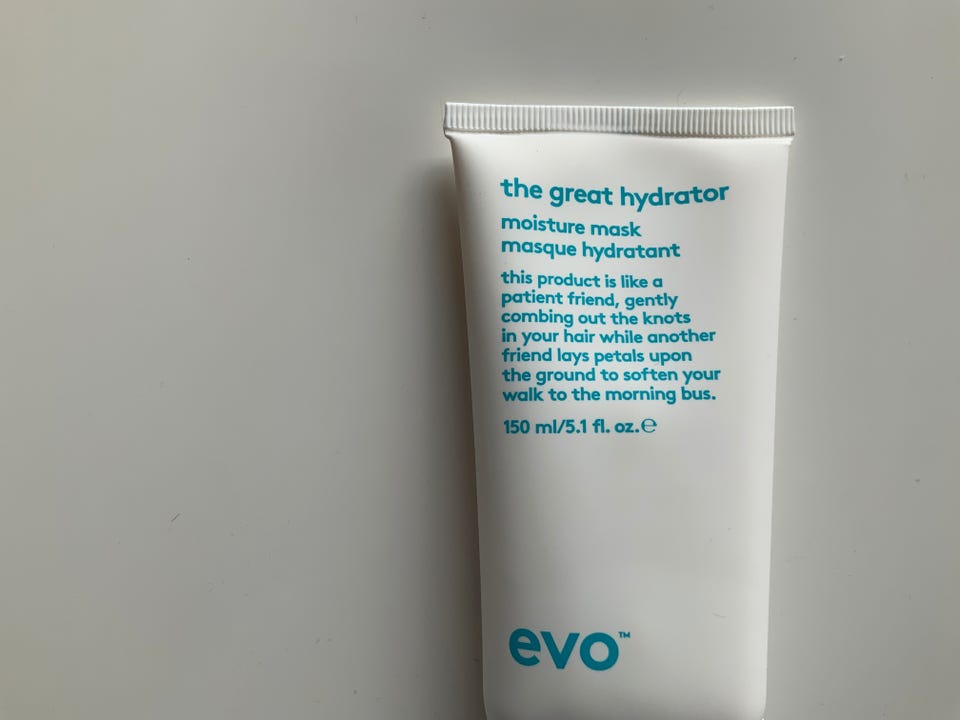 the great hydrator
moisture mask
masque hydratant
this product is like a
patient friend, gently
combing out the knots
in your hair while another
friend lays petals upon
the ground to soften your
walk to the morning bus.
150 ml/5.1 fl. oz.℮
evo™